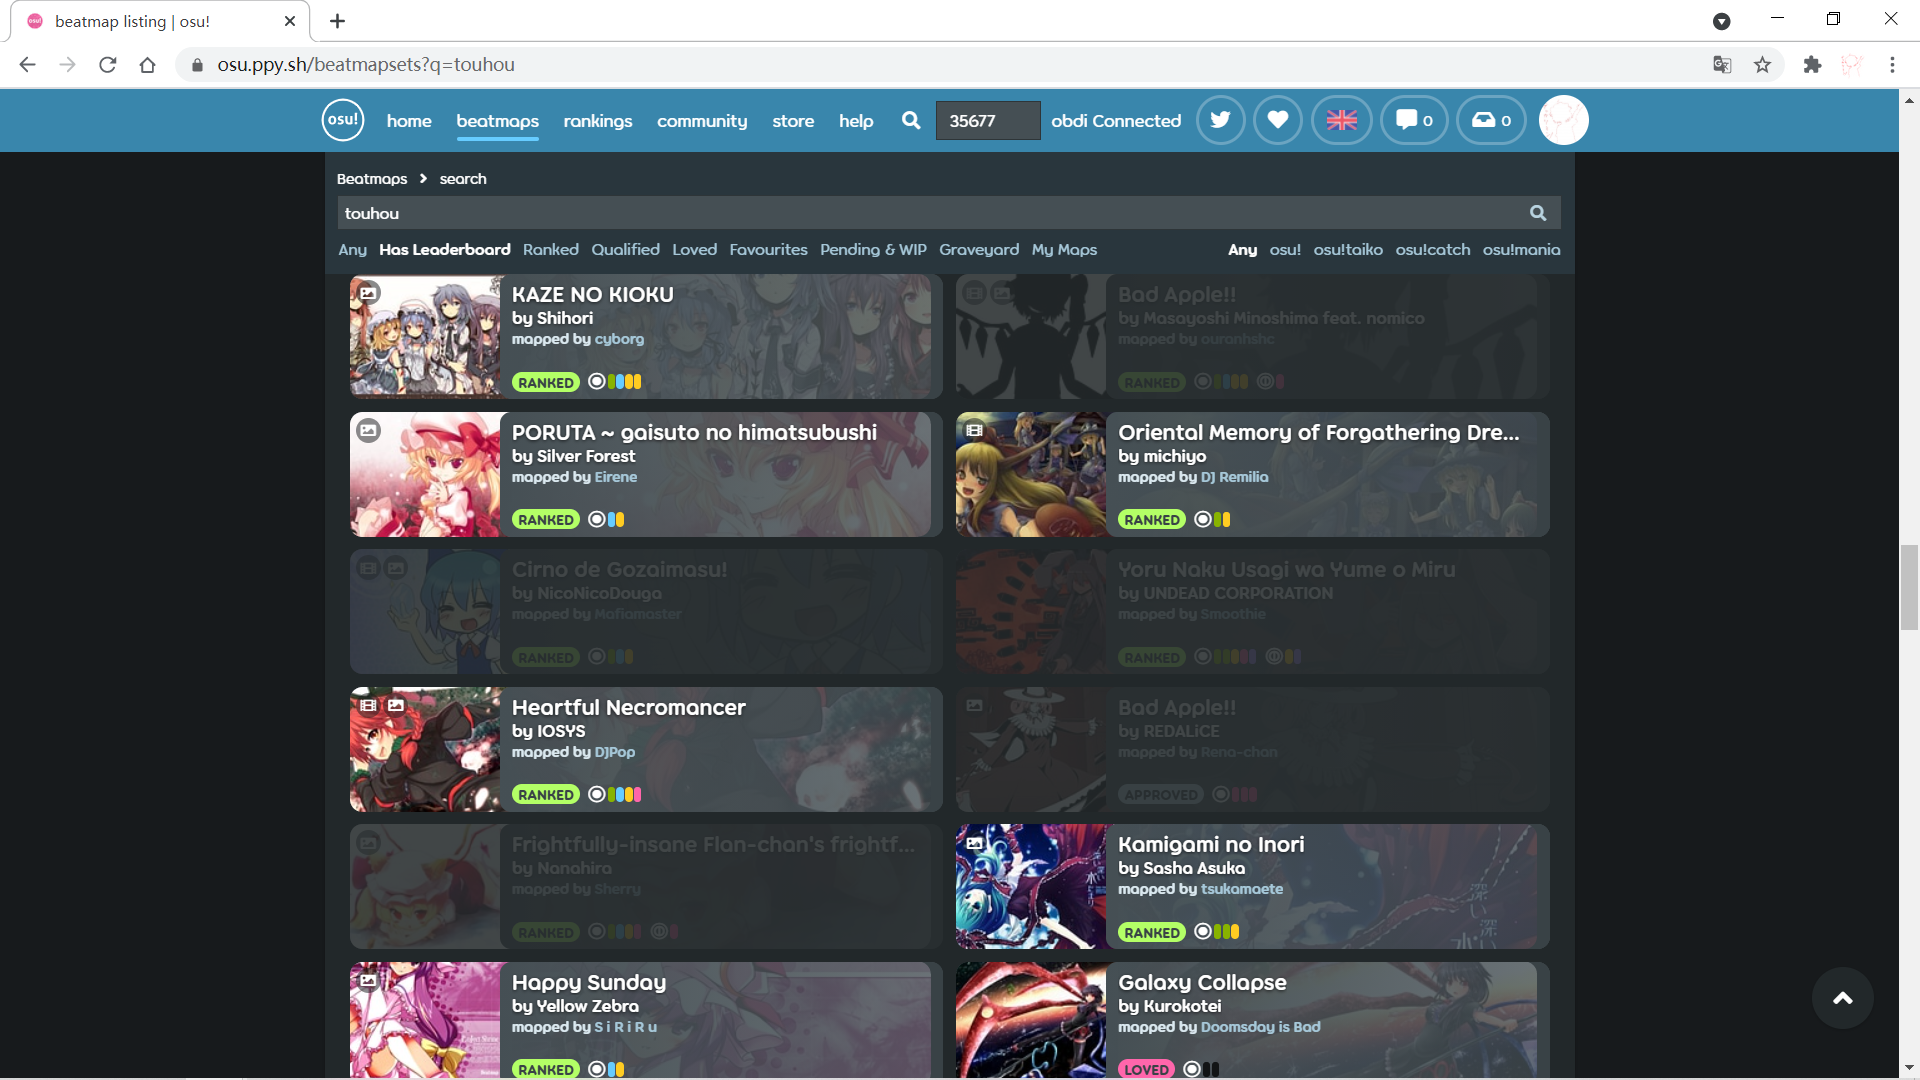 beatmap listing | osu!
osu.ppy.sh/beatmapsets?q=touhou
osu!
home
beatmaps
rankings
community
store
help
35677
obdi Connected
0
0
Beatmaps > search
touhou
Any
Has Leaderboard
Ranked
Qualified
Loved
Favourites
Pending & WIP
Graveyard
My Maps
Any
osu!
osu!taiko
osu!catch
osu!mania
KAZE NO KIOKU
by Shihori
mapped by cyborg
RANKED
Bad Apple!!
by Masayoshi Minoshima feat. nomico
mapped by ouranhshc
RANKED
PORUTA ~ gaisuto no himatsubushi
by Silver Forest
mapped by Eirene
RANKED
Oriental Memory of Forgathering Dre...
by michiyo
mapped by DJ Remilia
RANKED
Cirno de Gozaimasu!
by NicoNicoDouga
mapped by Mafiamaster
RANKED
Yoru Naku Usagi wa Yume o Miru
by UNDEAD CORPORATION
mapped by Smoothie
RANKED
Heartful Necromancer
by IOSYS
mapped by DJPop
RANKED
Bad Apple!!
by REDALiCE
mapped by Rena-chan
APPROVED
Frightfully-insane Flan-chan's frightf...
by Nanahira
mapped by Sherry
RANKED
Kamigami no Inori
by Sasha Asuka
mapped by tsukamaete
RANKED
Happy Sunday
by Yellow Zebra
mapped by S i R i R u
RANKED
Galaxy Collapse
by Kurokotei
mapped by Doomsday is Bad
LOVED